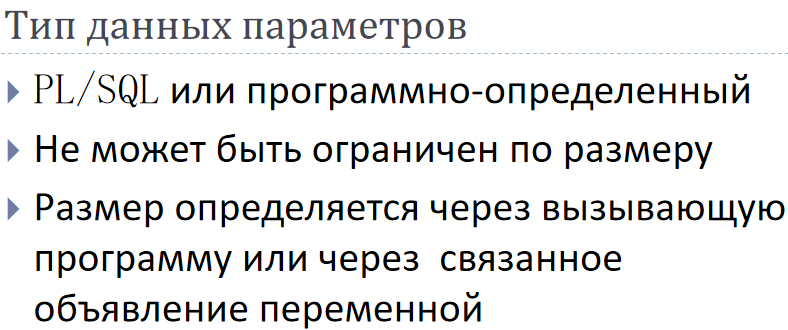 Тип данных параметров
PL/SQL или программно-определенный
Не может быть ограничен по размеру
Размер определяется через вызывающую
программу или через  связанное
объявление переменной